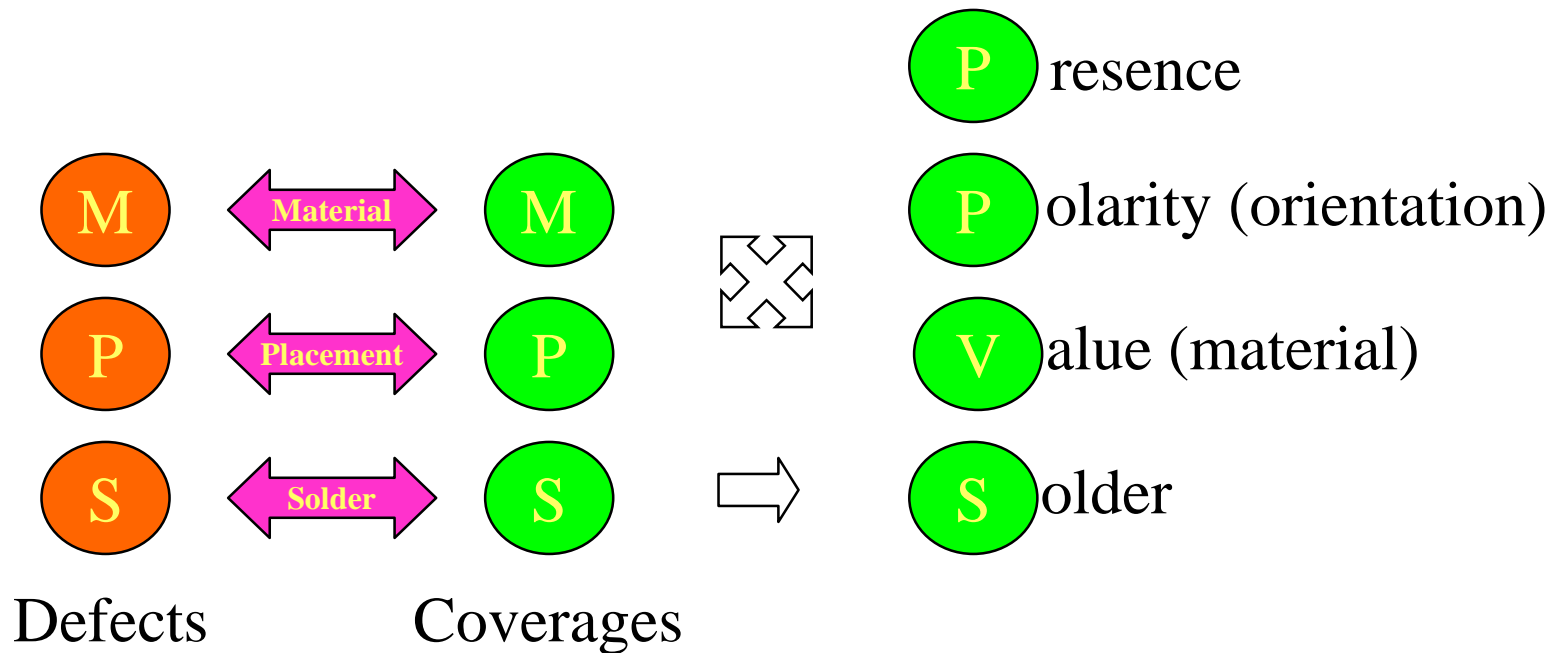 P resence
M Material M P olarity (orientation)
P Placement P V alue (material)
S Solder S S older
Defects Coverages